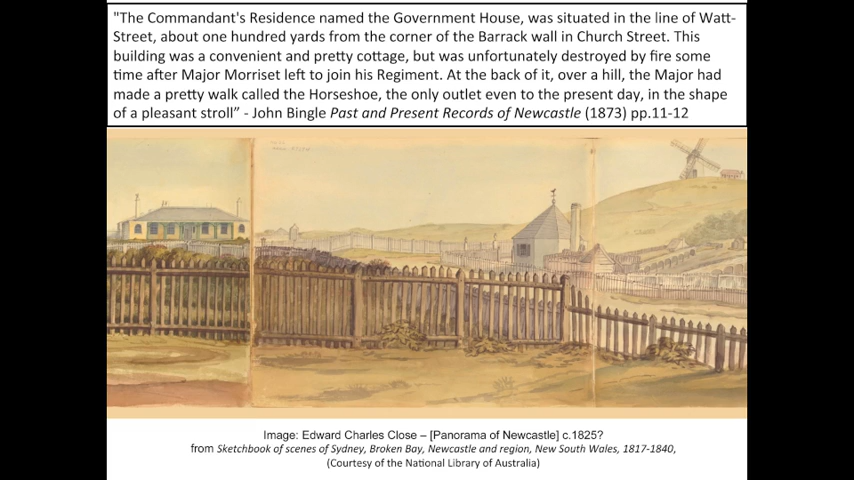 "The Commandant's Residence named the Government House, was situated in the line of Watt-
Street, about one hundred yards from the corner of the Barrack wall in Church Street. This
building was a convenient and pretty cottage, but was unfortunately destroyed by fire some
time after Major Morriset left to join his Regiment. At the back of it, over a hill, the Major had
made a pretty walk called the Horseshoe, the only outlet even to the present day, in the shape
of a pleasant stroll” - John Bingle Past and Present Records of Newcastle (1873) pp.11-12
Image: Edward Charles Close – [Panorama of Newcastle] c.1825?
from Sketchbook of scenes of Sydney, Broken Bay, Newcastle and region, New South Wales, 1817-1840,
(Courtesy of the National Library of Australia)